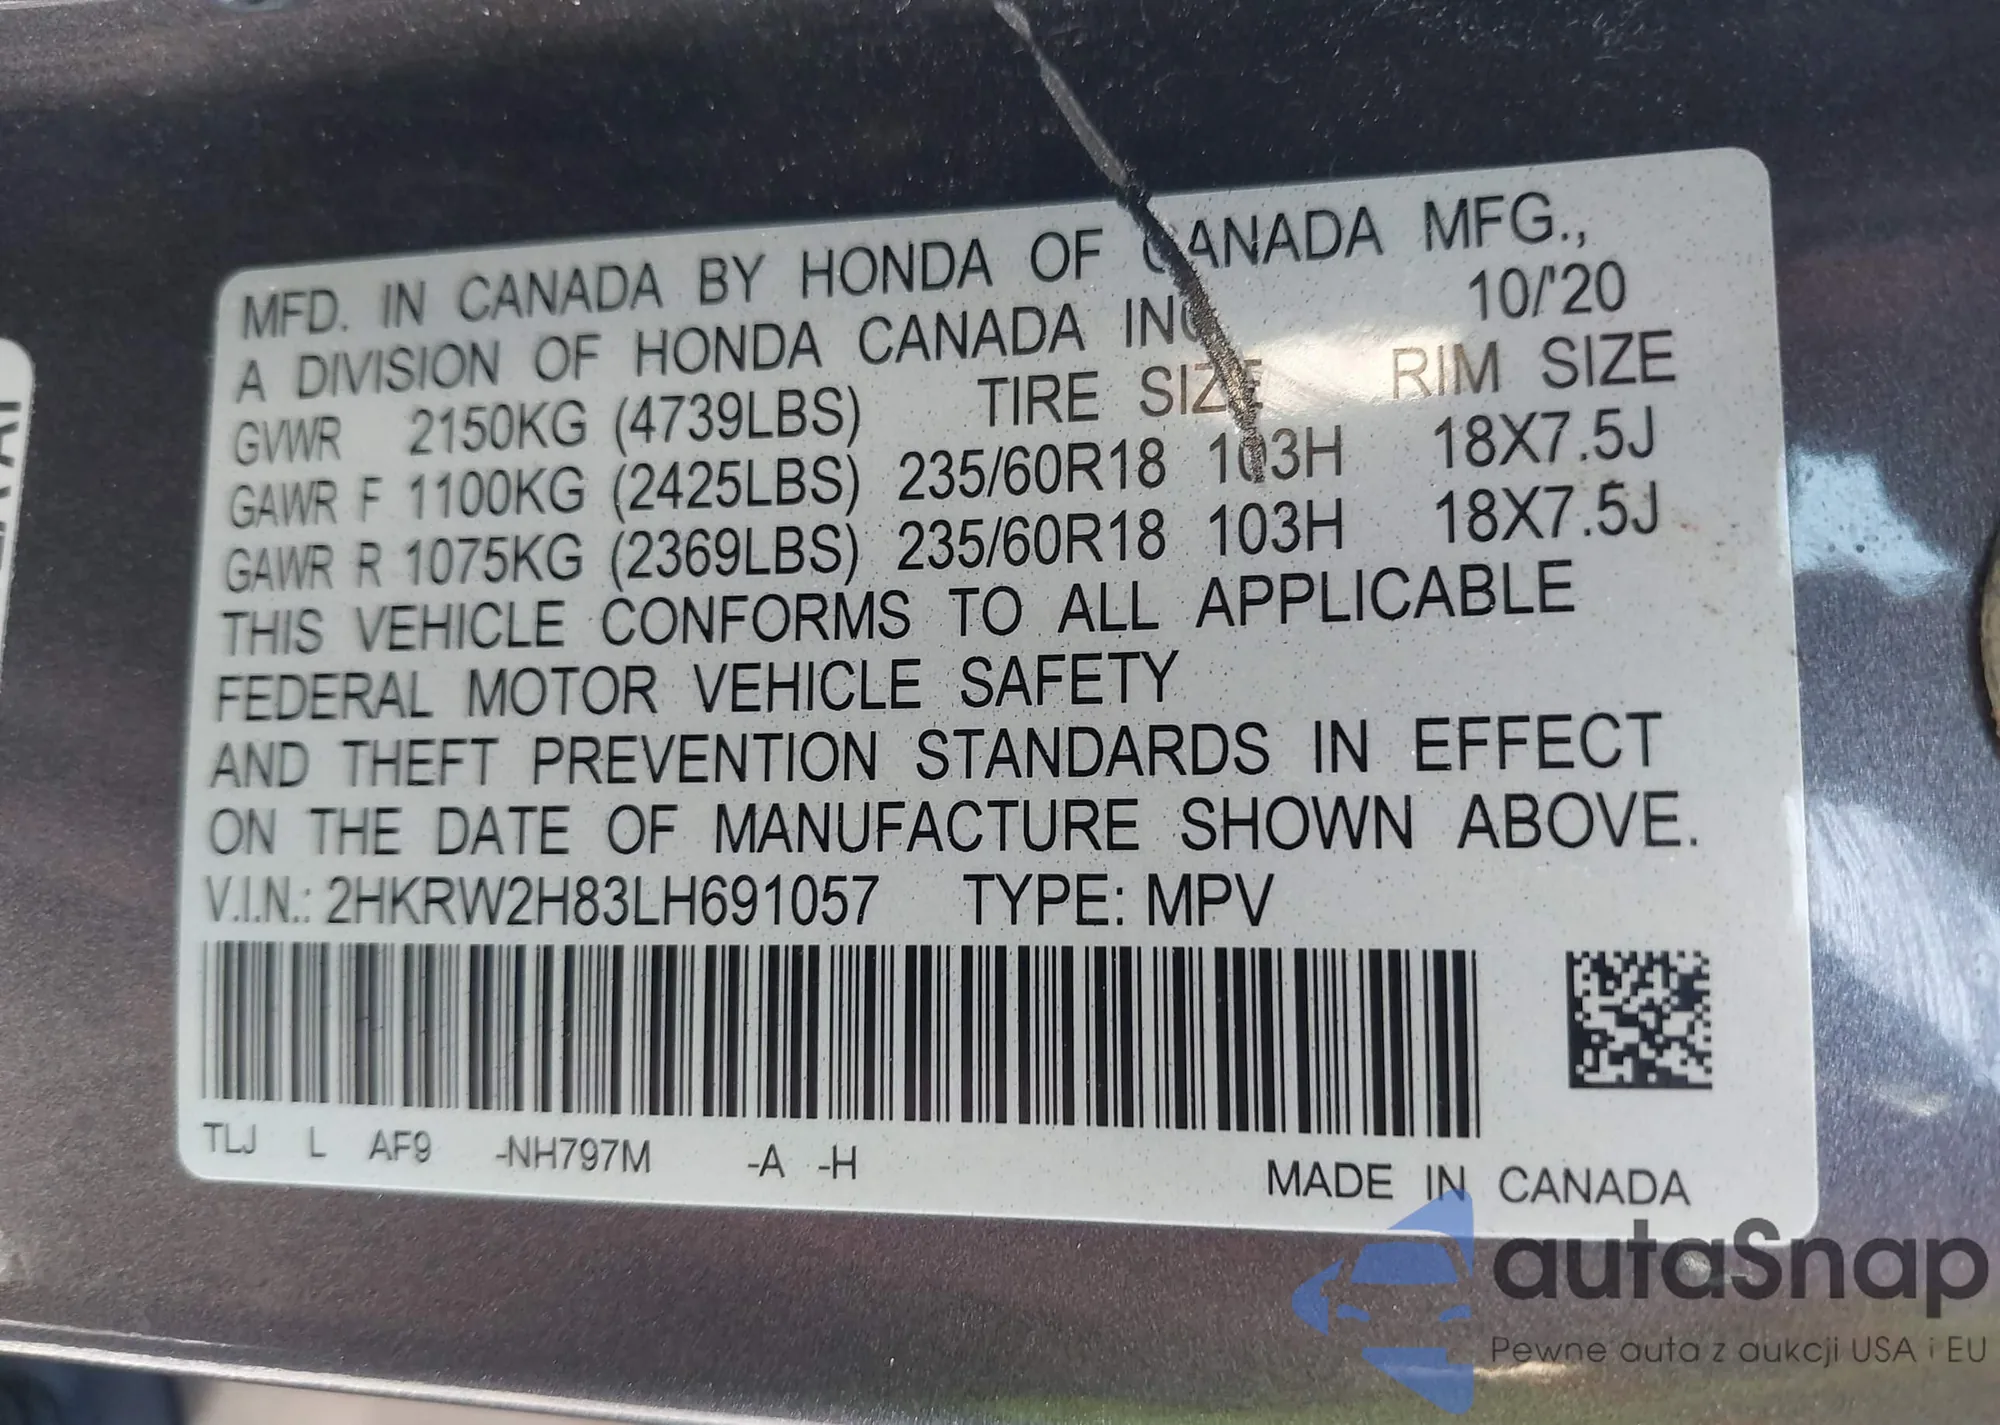 MFD. IN CANADA BY HONDA OF CANADA MFG.,
A DIVISION OF HONDA CANADA INC 10/'20
GVWR 2150KG (4739LBS) TIRE SIZE RIM SIZE
GAWR F 1100KG (2425LBS) 235/60R18 103H 18X7.5J
GAWR R 1075KG (2369LBS) 235/60R18 103H 18X7.5J
THIS VEHICLE CONFORMS TO ALL APPLICABLE
FEDERAL MOTOR VEHICLE SAFETY
AND THEFT PREVENTION STANDARDS IN EFFECT
ON THE DATE OF MANUFACTURE SHOWN ABOVE.
V.I.N.: 2HKRW2H83LH691057 TYPE: MPV
TLJ L AF9 -NH797M -A -H
MADE IN CANADA
autaSnap
Pewne auta z aukcji USA i EU